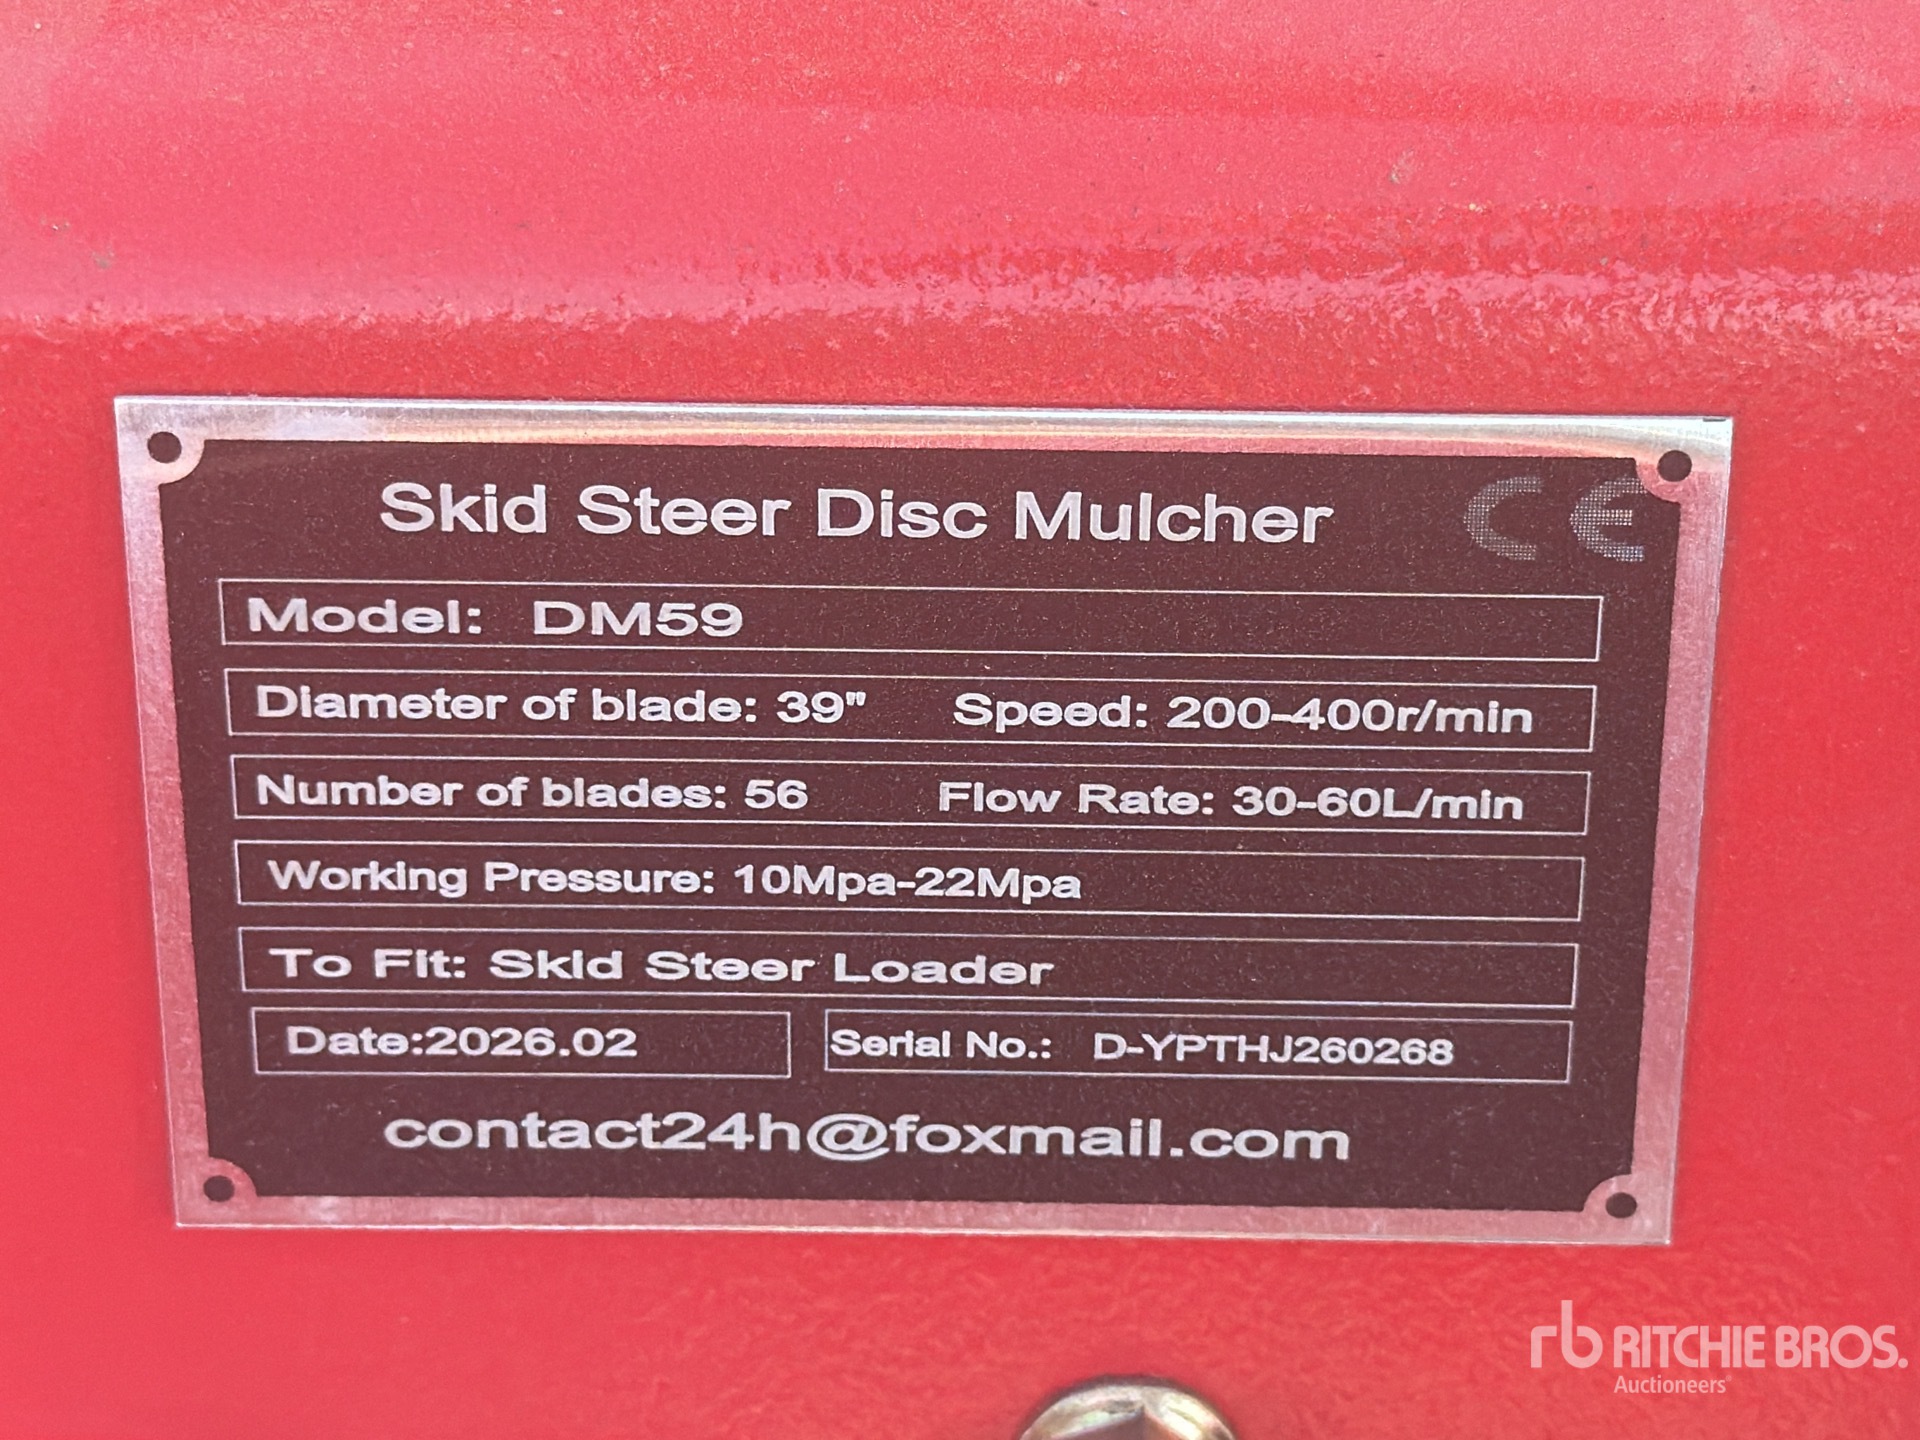 Skid Steer Disc Mulcher CE
Model: DM59
Diameter of blade: 39" Speed: 200-400r/min
Number of blades: 56 Flow Rate: 30-60L/min
Working Pressure: 10Mpa-22Mpa
To Fit: Skid Steer Loader
Date:2026.02 Serial No.: D-YPTHJ260268
contact24h@foxmail.com
rb RITCHIE BROS.
Auctioneers